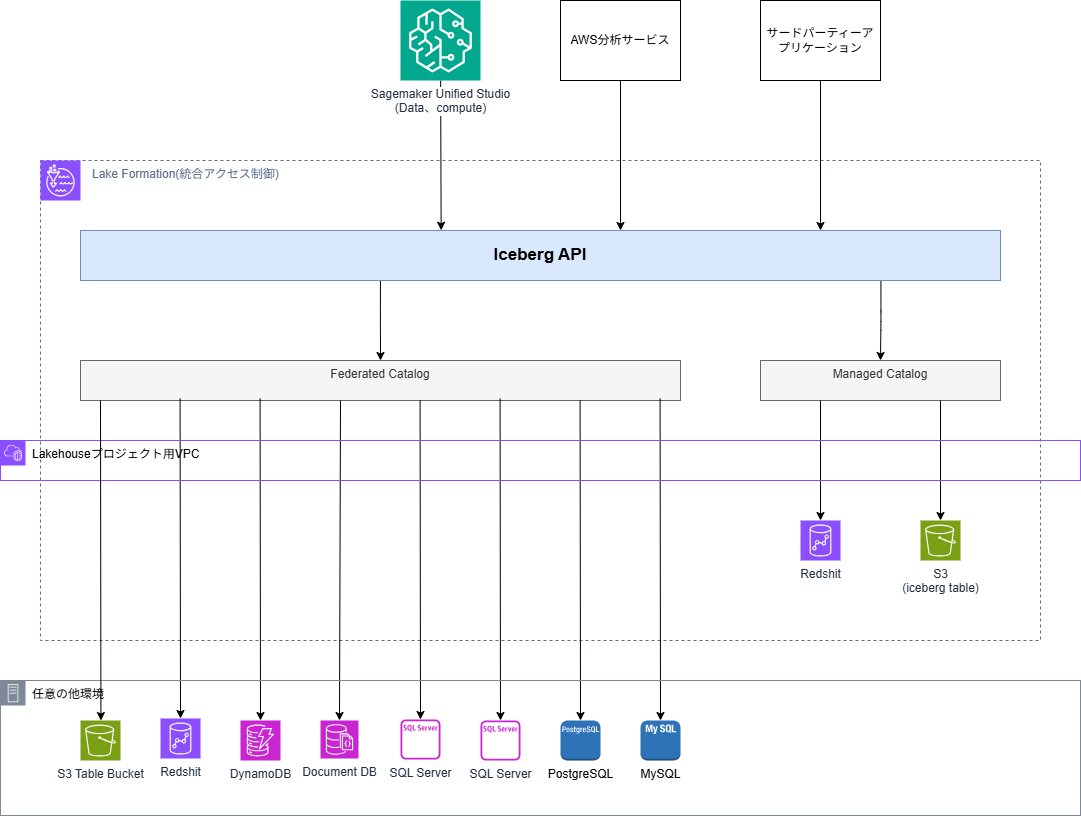 AWS分析サービス
サードパーティーア
プリケーション
Sagemaker Unified Studio
(Data、compute)
Lake Formation(統合アクセス制御)
Iceberg API
Federated Catalog
Managed Catalog
Lakehouseプロジェクト用VPC
Redshit
S3
(iceberg table)
任意の他環境
SQL Server
SQL Server
PostgreSQL
My SQL
S3 Table Bucket
Redshit
DynamoDB
Document DB
SQL Server
SQL Server
PostgreSQL
MySQL